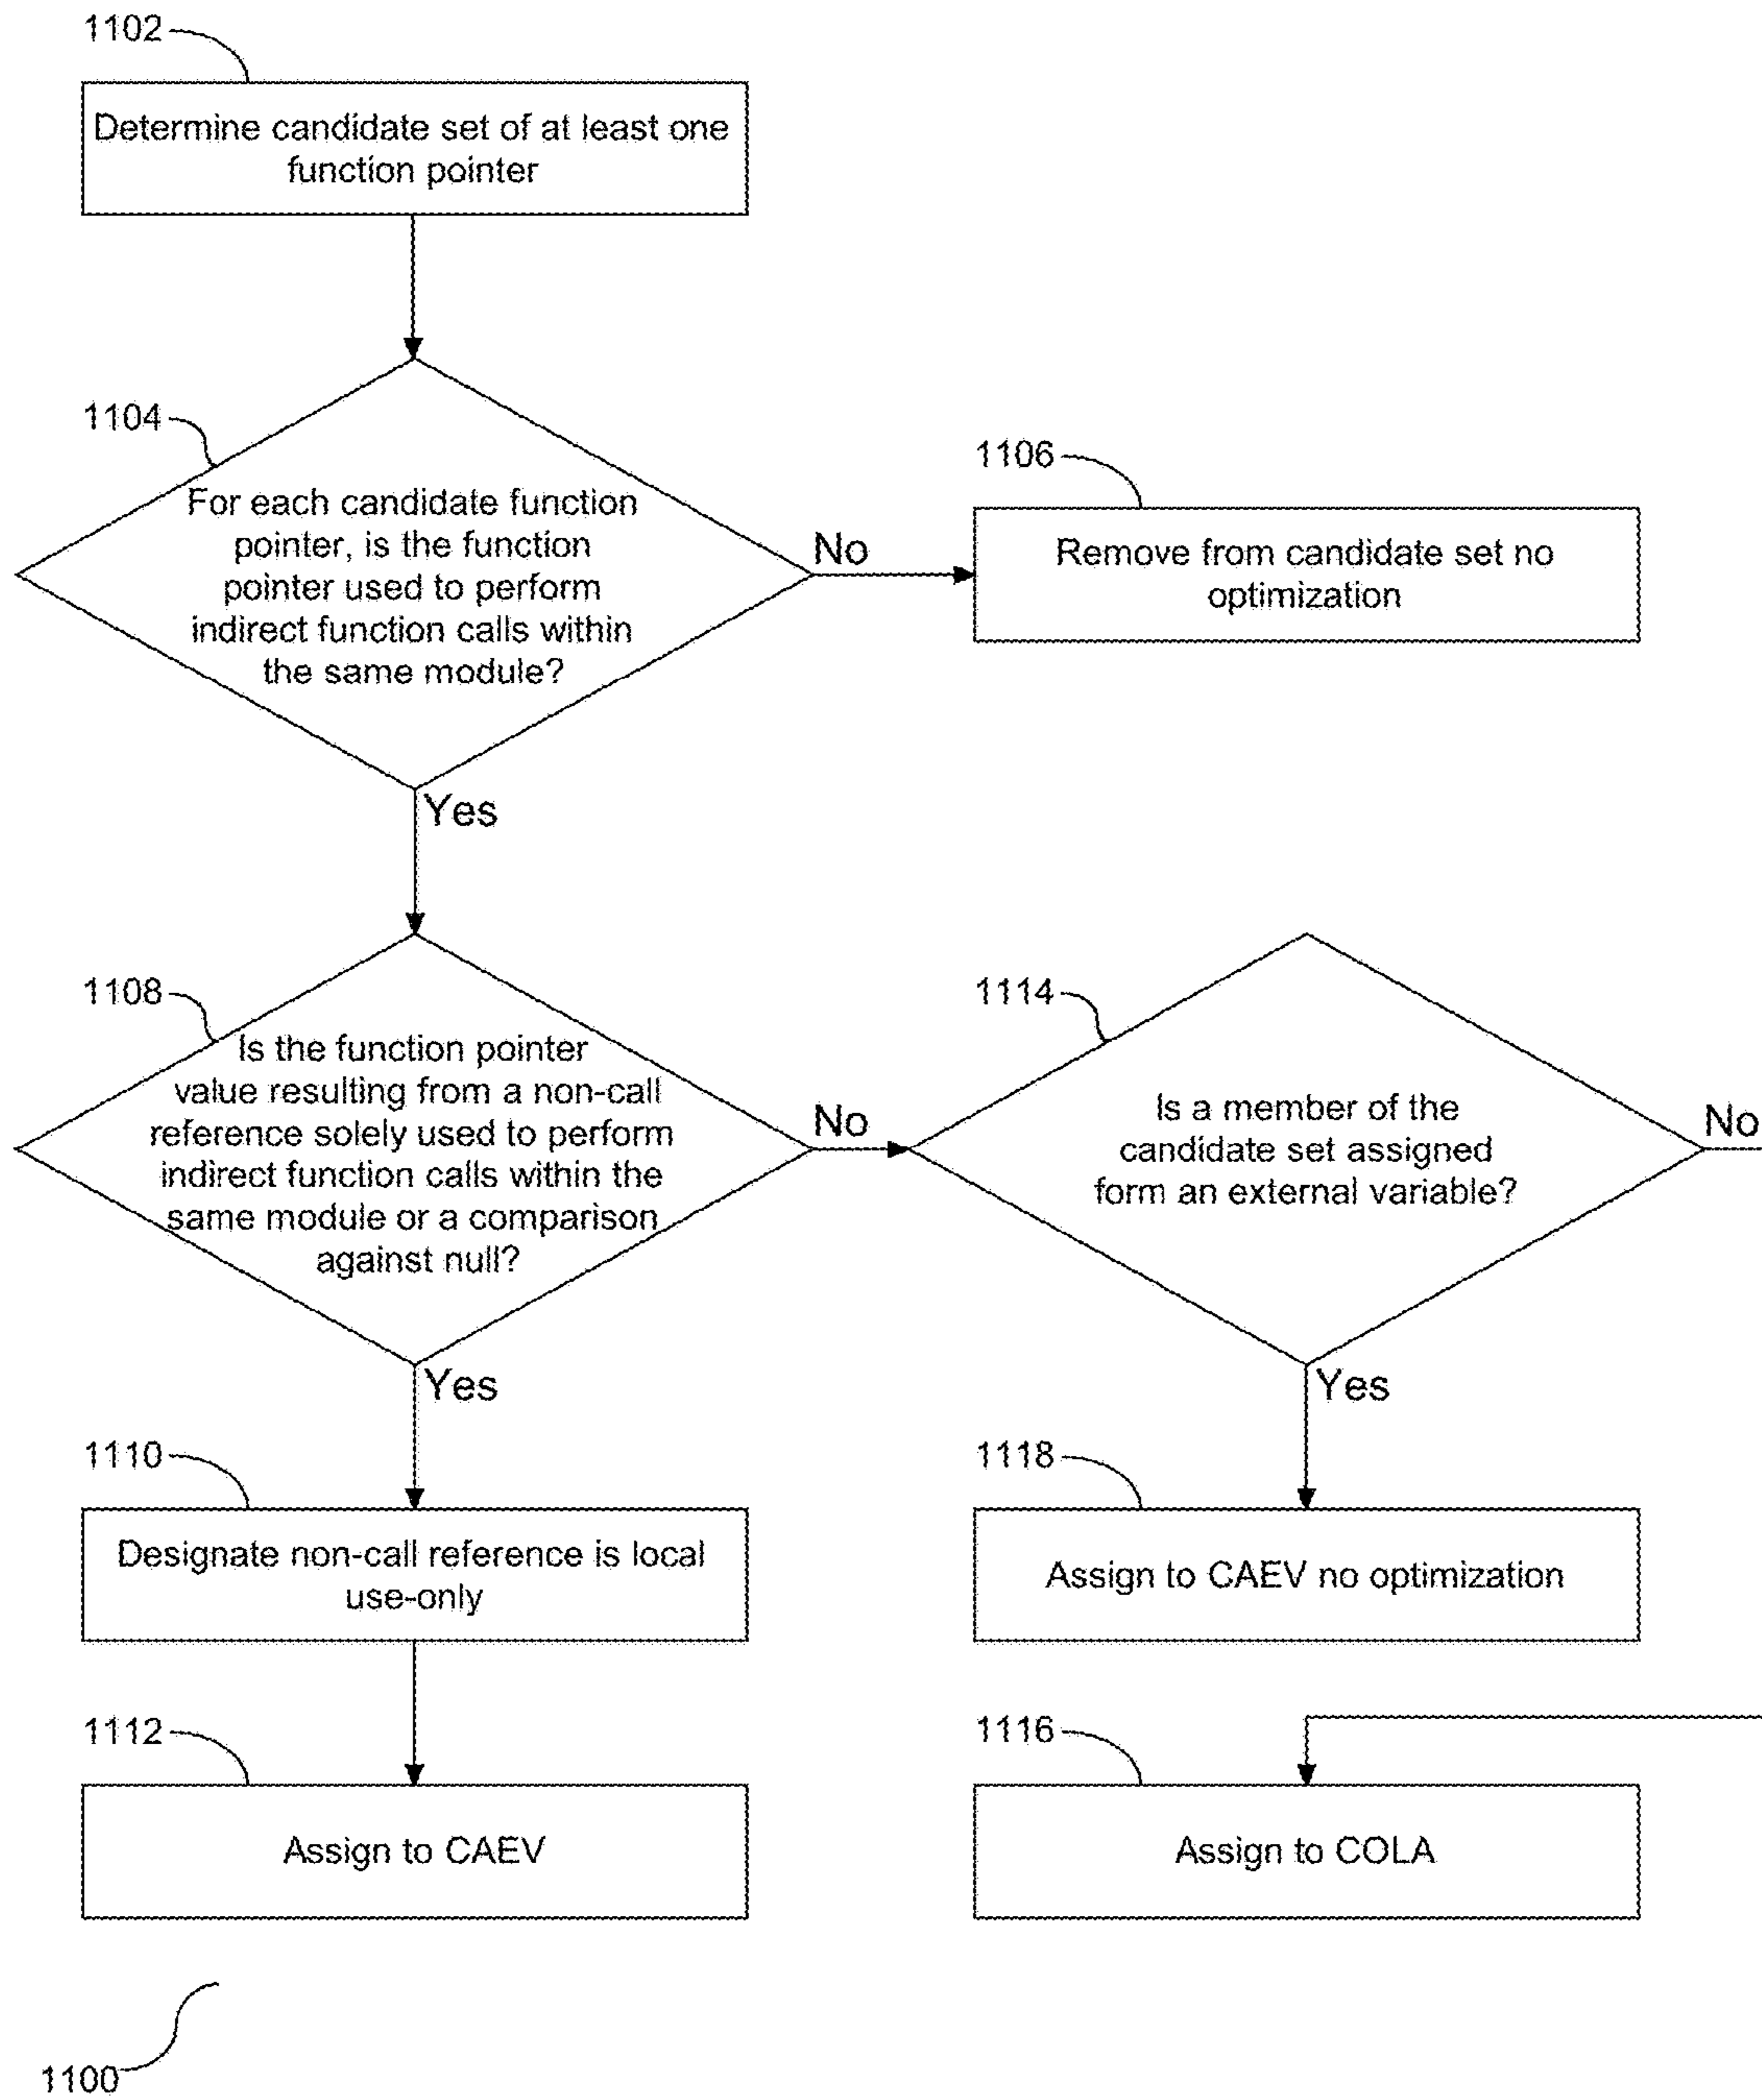 1102
Determine candidate set of at least one
function pointer
1104
For each candidate function
pointer, is the function
pointer used to perform
indirect function calls within
the same module?
No
1106
Remove from candidate set no
optimization
Yes
1108
Is the function pointer
value resulting from a non-call
reference solely used to perform
indirect function calls within the
same module or a comparison
against null?
No
1114
Is a member of the
candidate set assigned
form an external variable?
No
Yes
Yes
1110
Designate non-call reference is local
use-only
1118
Assign to CAEV no optimization
1112
Assign to CAEV
1116
Assign to COLA
1100